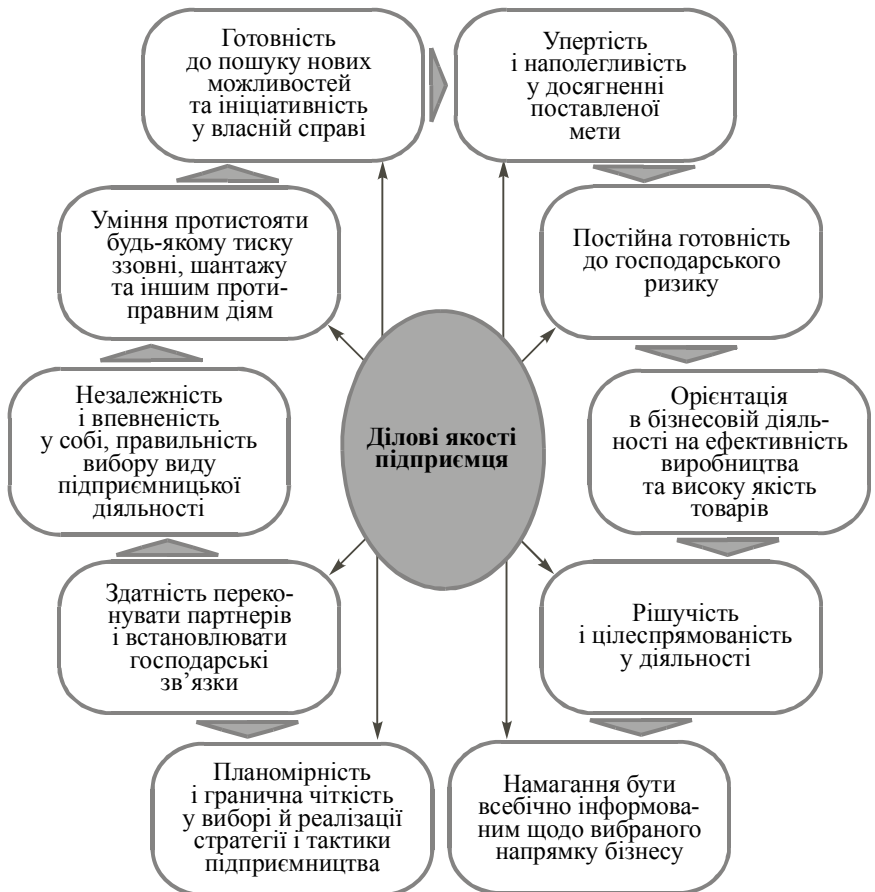 Готовність
до пошуку нових
можливостей
та ініціативність
у власній справі
Упертість
і наполегливість
у досягненні
поставленої
мети
Уміння протистояти
будь-якому тиску
ззовні, шантажу
та іншим проти-
правним діям
Постійна готовність
до господарського
ризику
Незалежність
і впевненість
у собі, правильність
вибору виду
підприємницької
діяльності
Ділові якості
підприємця
Орієнтація
в бізнесовій діяль-
ності на ефективність
виробництва
та високу якість
товарів
Здатність переко-
нувати партнерів
і встановлювати
господарські
зв’язки
Рішучість
і цілеспрямованість
у діяльності
Планомірність
і гранична чіткість
у виборі й реалізації
стратегії і тактики
підприємництва
Намагання бути
всебічно інформова-
ним щодо вибраного
напрямку бізнесу